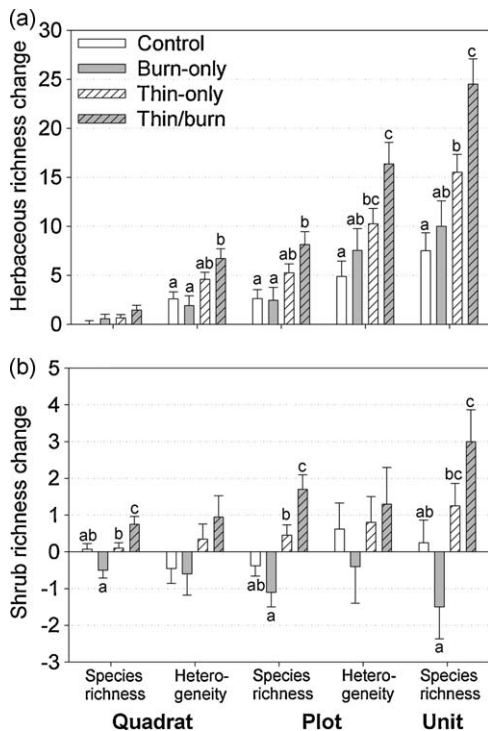 (a)
Herbaceous richness change
30
25
20
15
10
5
0
Control
Burn-only
Thin-only
Thin/burn
a a ab b
a a ab b
a ab bc c
a ab b c
(b)
Shrub richness change
5
4
3
2
1
0
-1
-2
-3
ab a b c
ab a b c
ab a bc c
Species richness
Hetero-geneity
Species richness
Hetero-geneity
Species richness
Quadrat Plot Unit